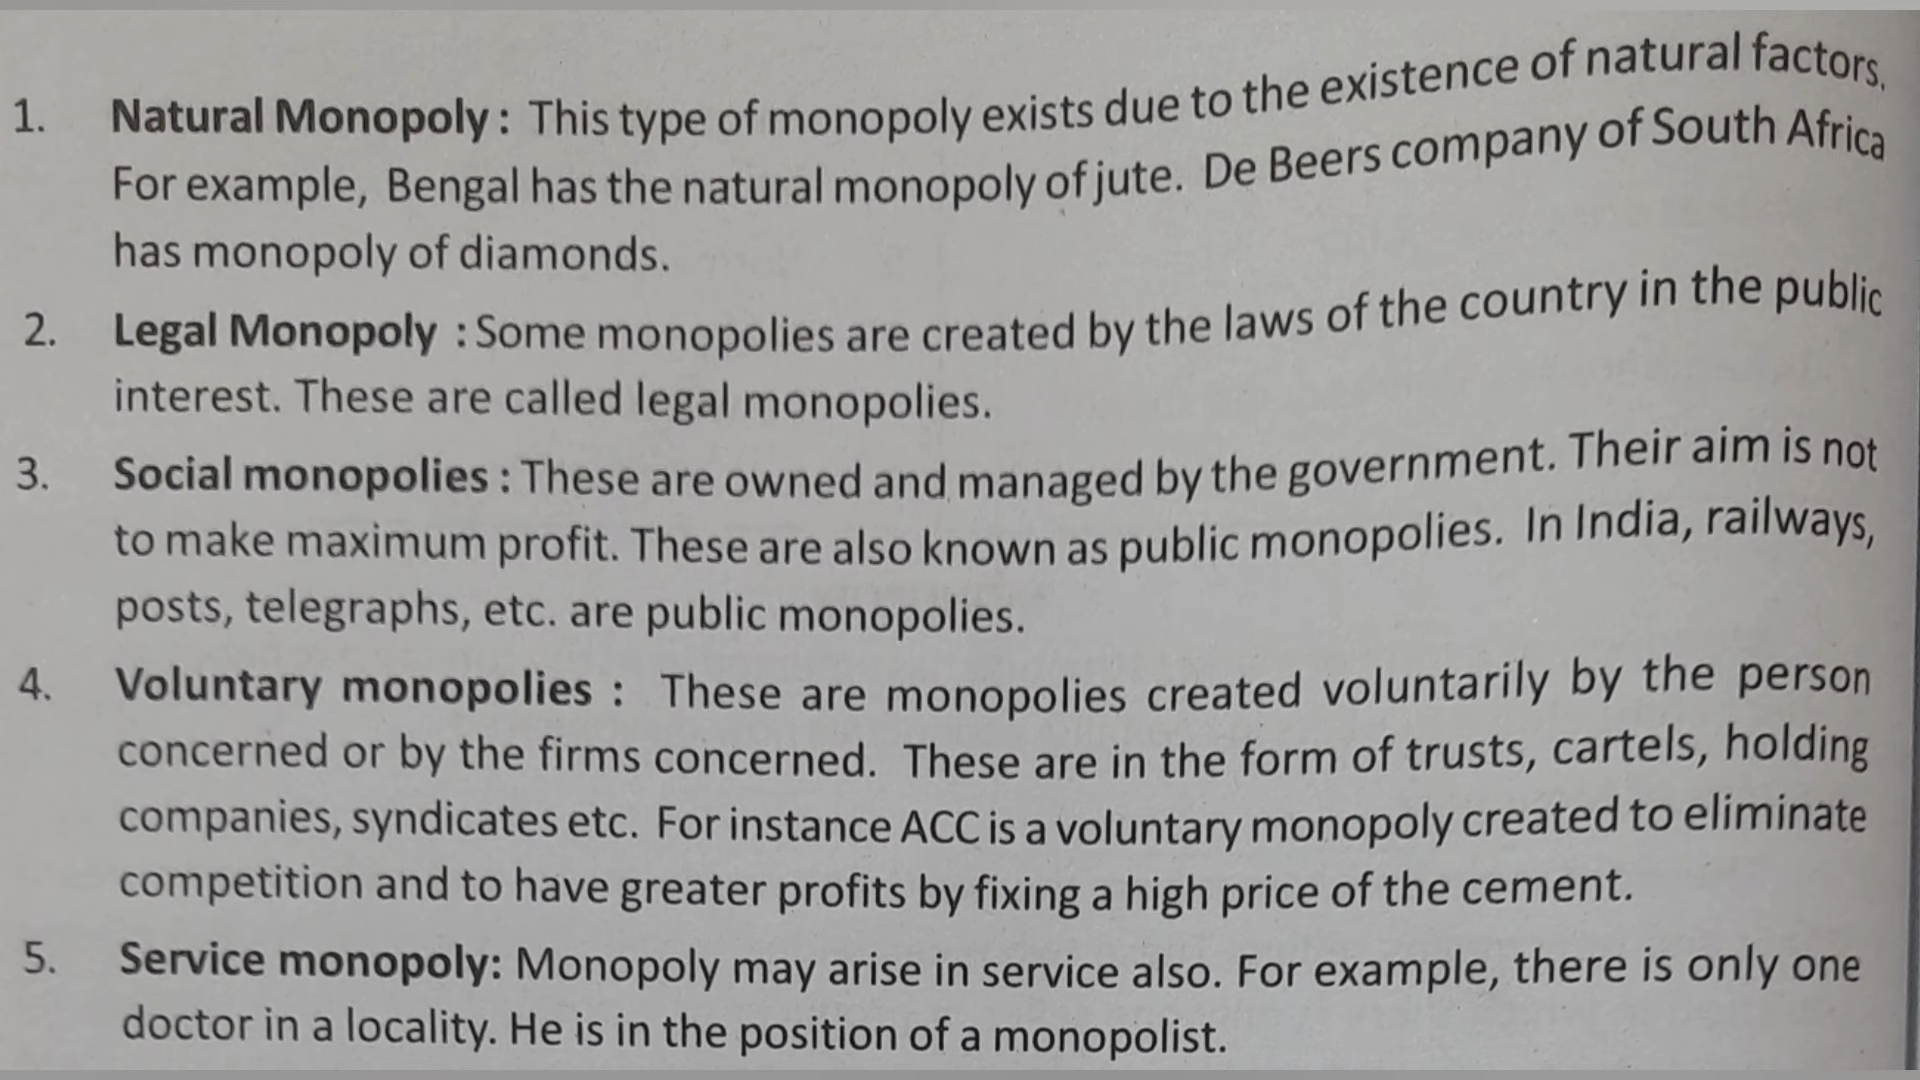 1. Natural Monopoly : This type of monopoly exists due to the existence of natural factors.
For example, Bengal has the natural monopoly of jute. De Beers company of South Africa
has monopoly of diamonds.
2. Legal Monopoly : Some monopolies are created by the laws of the country in the public
interest. These are called legal monopolies.
3. Social monopolies : These are owned and managed by the government. Their aim is not
to make maximum profit. These are also known as public monopolies. In India, railways,
posts, telegraphs, etc. are public monopolies.
4. Voluntary monopolies : These are monopolies created voluntarily by the person
concerned or by the firms concerned. These are in the form of trusts, cartels, holding
companies, syndicates etc. For instance ACC is a voluntary monopoly created to eliminate
competition and to have greater profits by fixing a high price of the cement.
5. Service monopoly: Monopoly may arise in service also. For example, there is only one
doctor in a locality. He is in the position of a monopolist.